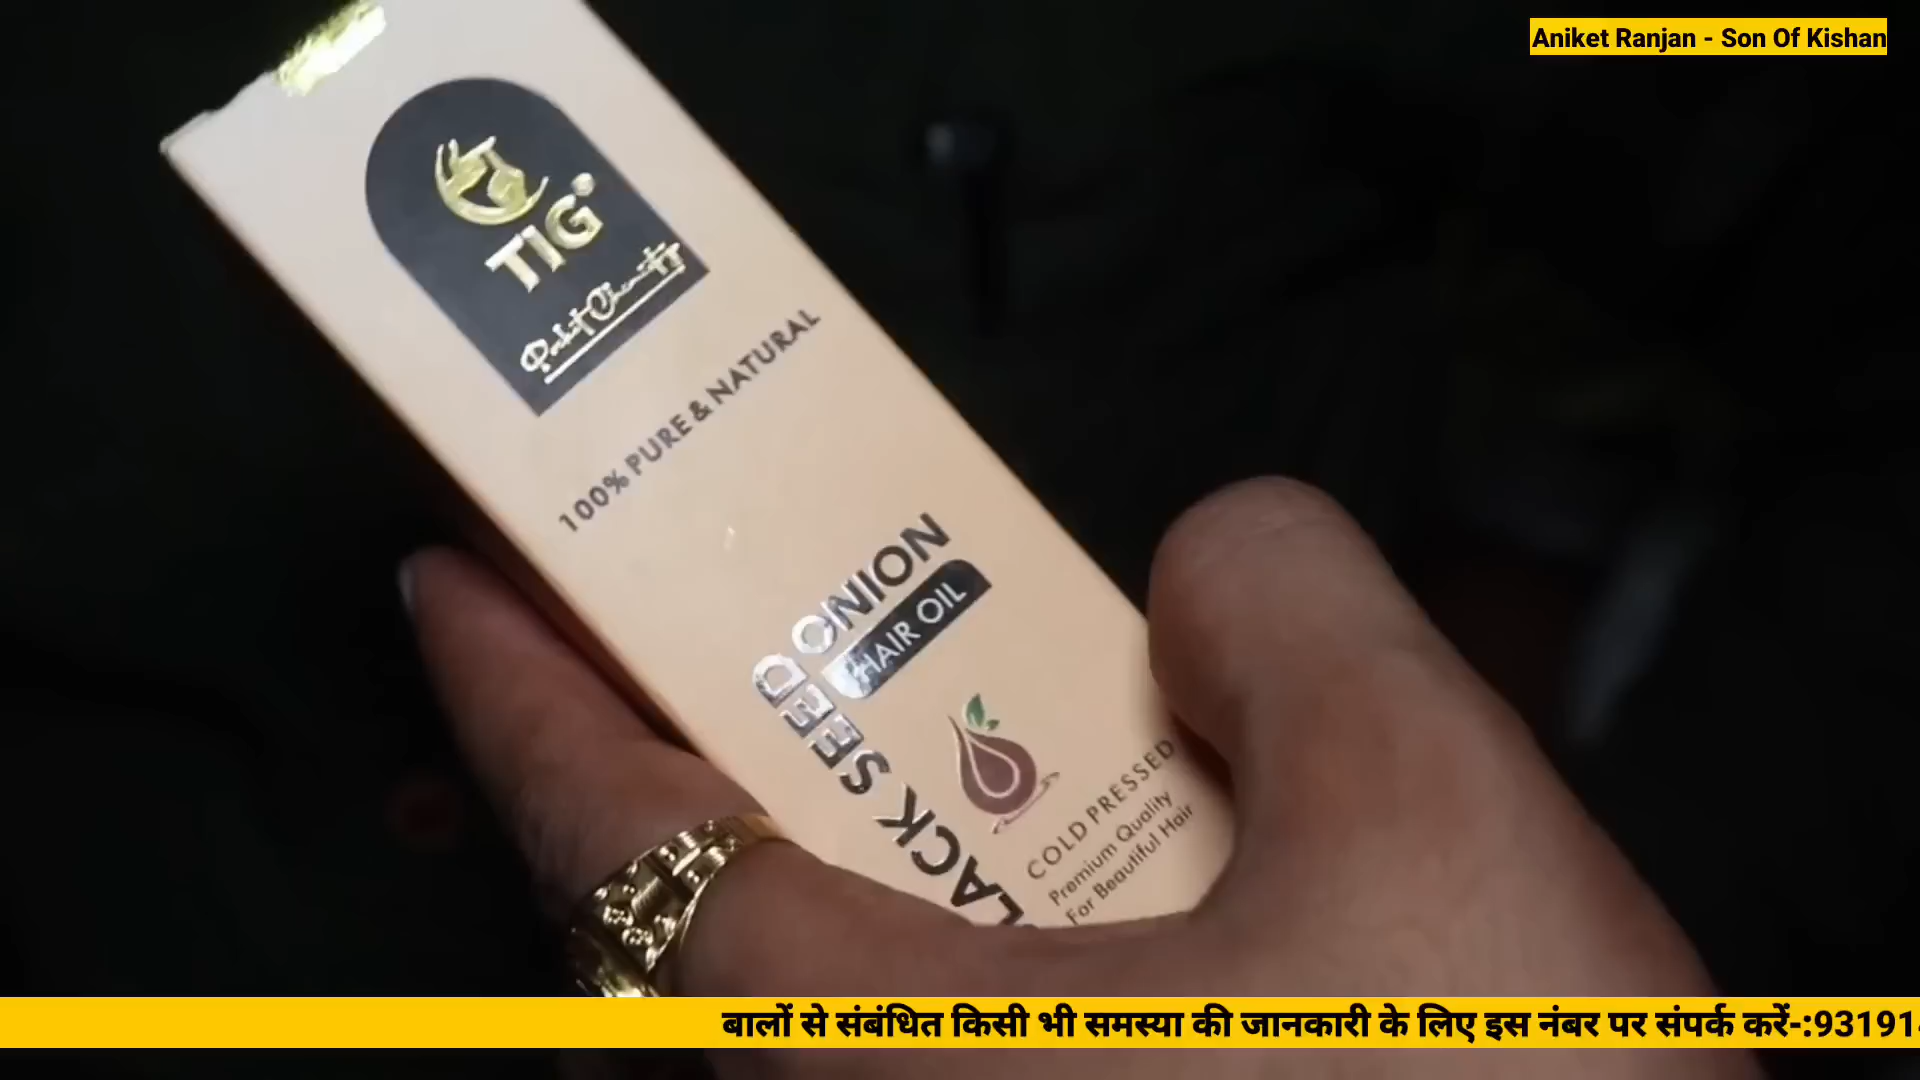 Aniket Ranjan - Son Of Kishan
TIG
100% PURE & NATURAL
ONION
HAIR OIL
LACK SEED
COLD PRESSED
Premium Quality
For Beautiful Hair
बालों से संबंधित किसी भी समस्या की जानकारी के लिए इस नंबर पर संपर्क करें-:93191